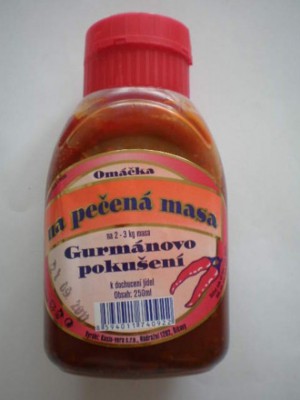 Omáčka
na pečená masa
na 2 - 3 kg masa
Gurmánovo
pokušení
k dochucení jídel
Obsah: 250ml